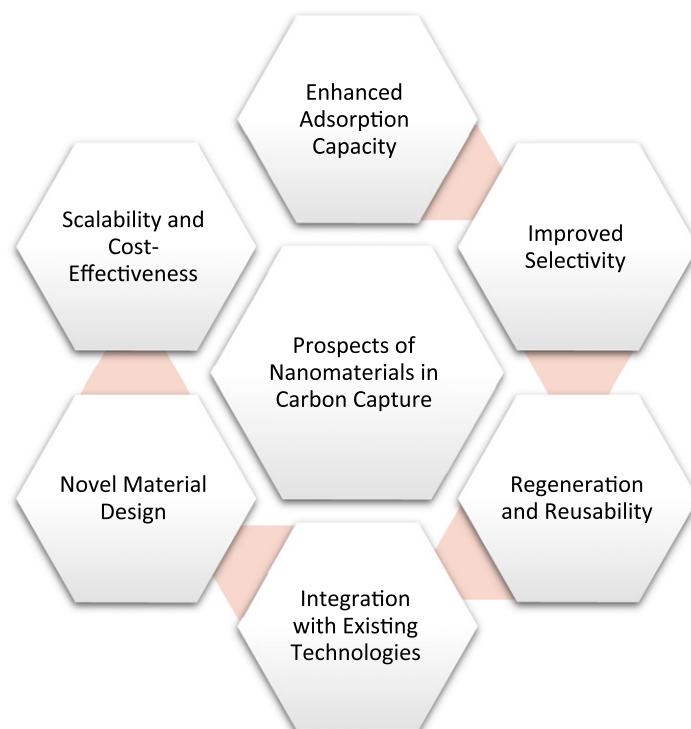 Enhanced
Adsorption
Capacity
Improved
Selectivity
Regeneration
and Reusability
Integration
with Existing
Technologies
Novel Material
Design
Scalability and
Cost-
Effectiveness
Prospects of
Nanomaterials in
Carbon Capture